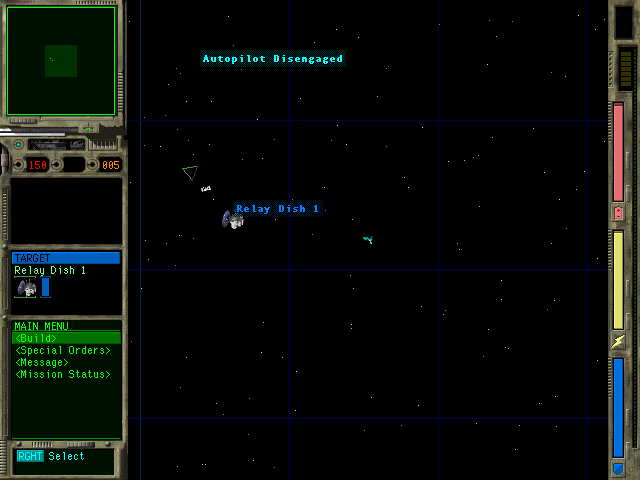 Autopilot Disengaged
150
005
Relay Dish 1
TARGET
Relay Dish 1
MAIN MENU
<Build>
<Special Orders>
<Message>
<Mission Status>
RGHT Select